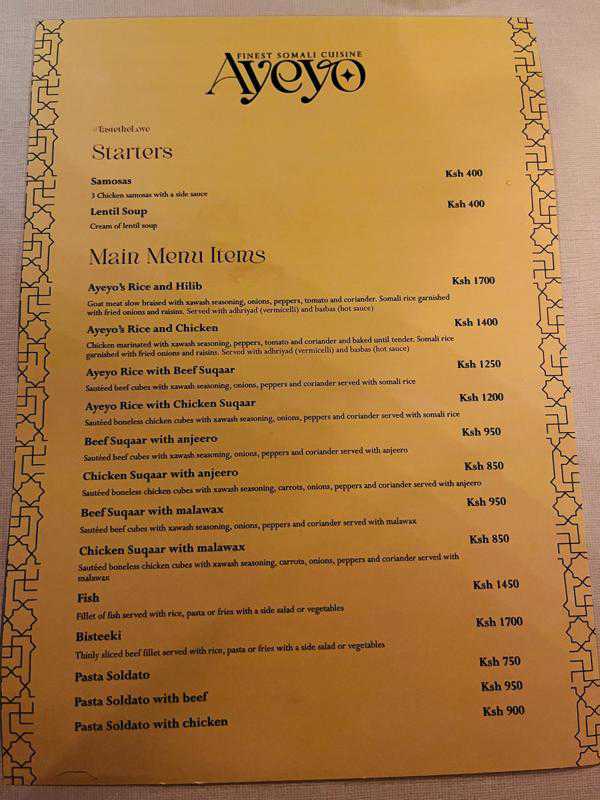 FINEST SOMALI CUISINE
Ayeyo
#TastetheLove
Starters
Samosas Ksh 400
3 Chicken samosas with a side sauce
Lentil Soup Ksh 400
Cream of lentil soup
Main Menu Items
Ayeyo's Rice and Hilib Ksh 1700
Goat meat slow braised with xawash seasoning, onions, peppers, tomato and coriander. Somali rice garnished
with fried onions and raisins. Served with adhriyad (vermicelli) and basbas (hot sauce)
Ayeyo's Rice and Chicken Ksh 1400
Chicken marinated with xawash seasoning, peppers, tomato and coriander and baked until tender. Somali rice
garnished with fried onions and raisins. Served with adhriyad (vermicelli) and basbas (hot sauce)
Ayeyo Rice with Beef Suqaar Ksh 1250
Sautéed beef cubes with xawash seasoning, onions, peppers and coriander served with somali rice
Ayeyo Rice with Chicken Suqaar Ksh 1200
Sautéed boneless chicken cubes with xawash seasoning, onions, peppers and coriander served with somali rice
Beef Suqaar with anjeero Ksh 950
Sautéed beef cubes with xawash seasoning, onions, peppers and coriander served with anjeero
Chicken Suqaar with anjeero Ksh 850
Sautéed boneless chicken cubes with xawash seasoning, carrots, onions, peppers and coriander served with anjeero
Beef Suqaar with malawax Ksh 950
Sautéed beef cubes with xawash seasoning, onions, peppers and coriander served with malawax
Chicken Suqaar with malawax Ksh 850
Sautéed boneless chicken cubes with xawash seasoning, carrots, onions, peppers and coriander served with
malawax
Fish Ksh 1450
Fillet of fish served with rice, pasta or fries with a side salad or vegetables
Bisteeki Ksh 1700
Thinly sliced beef fillet served with rice, pasta or fries with a side salad or vegetables
Pasta Soldato Ksh 750
Pasta Soldato with beef Ksh 950
Pasta Soldato with chicken Ksh 900